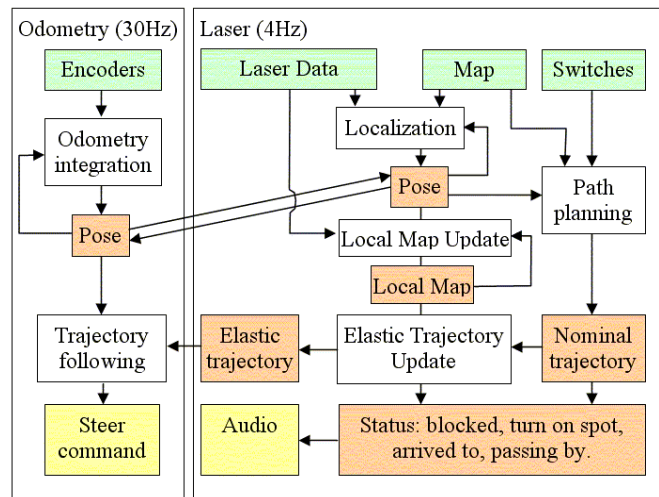 Odometry (30Hz)
Laser (4Hz)
Encoders
Laser Data
Map
Switches
Odometry
integration
Localization
Pose
Path
planning
Pose
Local Map Update
Local Map
Trajectory
following
Elastic
trajectory
Elastic Trajectory
Update
Nominal
trajectory
Steer
command
Audio
Status: blocked, turn on spot,
arrived to, passing by.